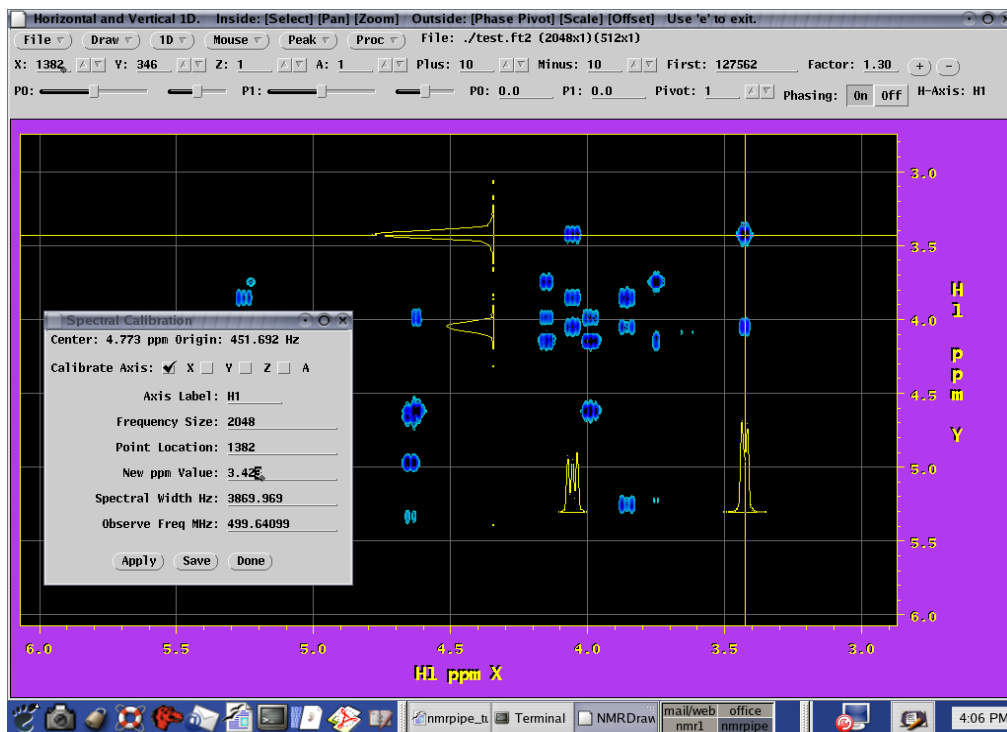 Horizontal and Vertical 1D. Inside: [Select] [Pan] [Zoom] Outside: [Phase Pivot] [Scale] [Offset] Use 'e' to exit.
File Draw 1D Mouse Peak Proc File: ./test.ft2 (2048x1)(512x1)
X: 1382 Y: 346 Z: 1 A: 1 Plus: 10 Minus: 10 First: 127562 Factor: 1.30 + -
P0: P1: P0: 0.0 P1: 0.0 Pivot: 1 Phasing: On Off H-Axis: H1
3.0
3.5
4.0
4.5
5.0
5.5
6.0
H1 ppm Y
Spectral Calibration
Center: 4.773 ppm Origin: 451.692 Hz
Calibrate Axis: X Y Z A
Axis Label: H1
Frequency Size: 2048
Point Location: 1382
New ppm Value: 3.42
Spectral Width Hz: 3869.969
Observe Freq MHz: 499.64099
Apply Save Done
6.0 5.5 5.0 4.5 4.0 3.5 3.0
H1 ppm X
nmrpipe_tu Terminal NMRDraw mail/web office
nmr1 nmrpipe
4:06 PM